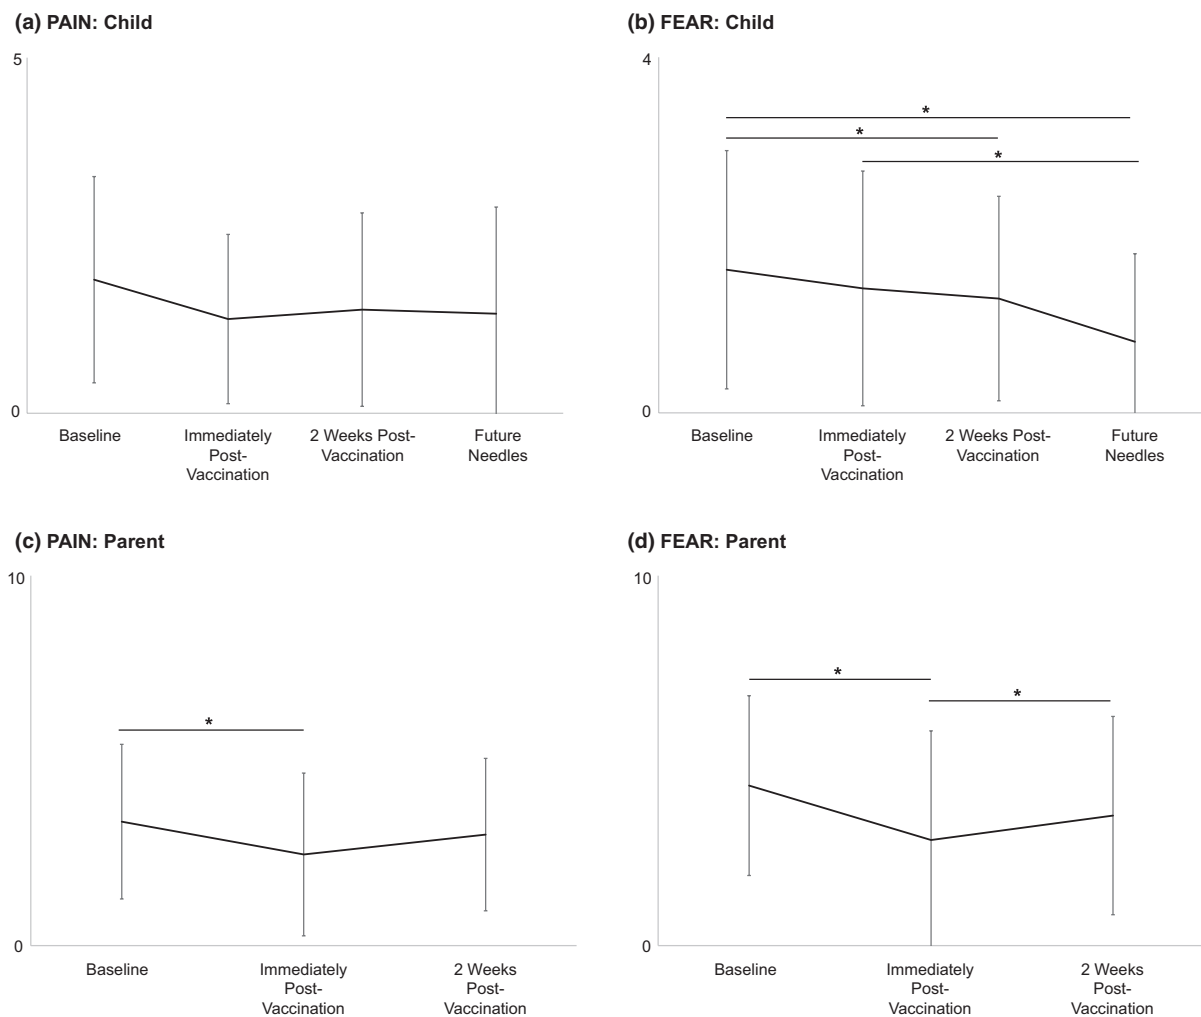 (a) PAIN: Child
5
0
Baseline
Immediately
Post-
Vaccination
2 Weeks Post-
Vaccination
Future
Needles
(b) FEAR: Child
4
*
*
*
0
Baseline
Immediately
Post-
Vaccination
2 Weeks Post-
Vaccination
Future
Needles
(c) PAIN: Parent
10
*
0
Baseline
Immediately
Post-
Vaccination
2 Weeks
Post-
Vaccination
(d) FEAR: Parent
10
*
*
0
Baseline
Immediately
Post-
Vaccination
2 Weeks
Post-
Vaccination